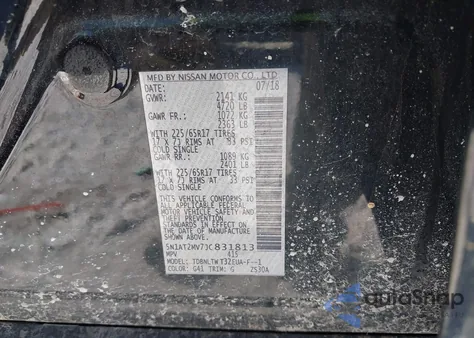 MFD BY NISSAN MOTOR CO., LTD
DATE: 07/18
GVWR: 2141 KG
4720 LB
GAWR FR.: 1072 KG
2363 LB
WITH 225/65R17 TIRES
17 X 7J RIMS AT 33 PSI
COLD SINGLE
GAWR RR.: 1089 KG
2401 LB
WITH 225/65R17 TIRES
17 X 7J RIMS AT 33 PSI
COLD SINGLE
THIS VEHICLE CONFORMS TO
ALL APPLICABLE FEDERAL
MOTOR VEHICLE SAFETY AND
BUMPER STANDARDS IN EFFECT
ON THE DATE OF
MANUFACTURE SHOWN ABOVE.
5N1AT2MV7JC831813
MPV 415
COLOR: G41 TRIM: G ZS30A
AutoSnap